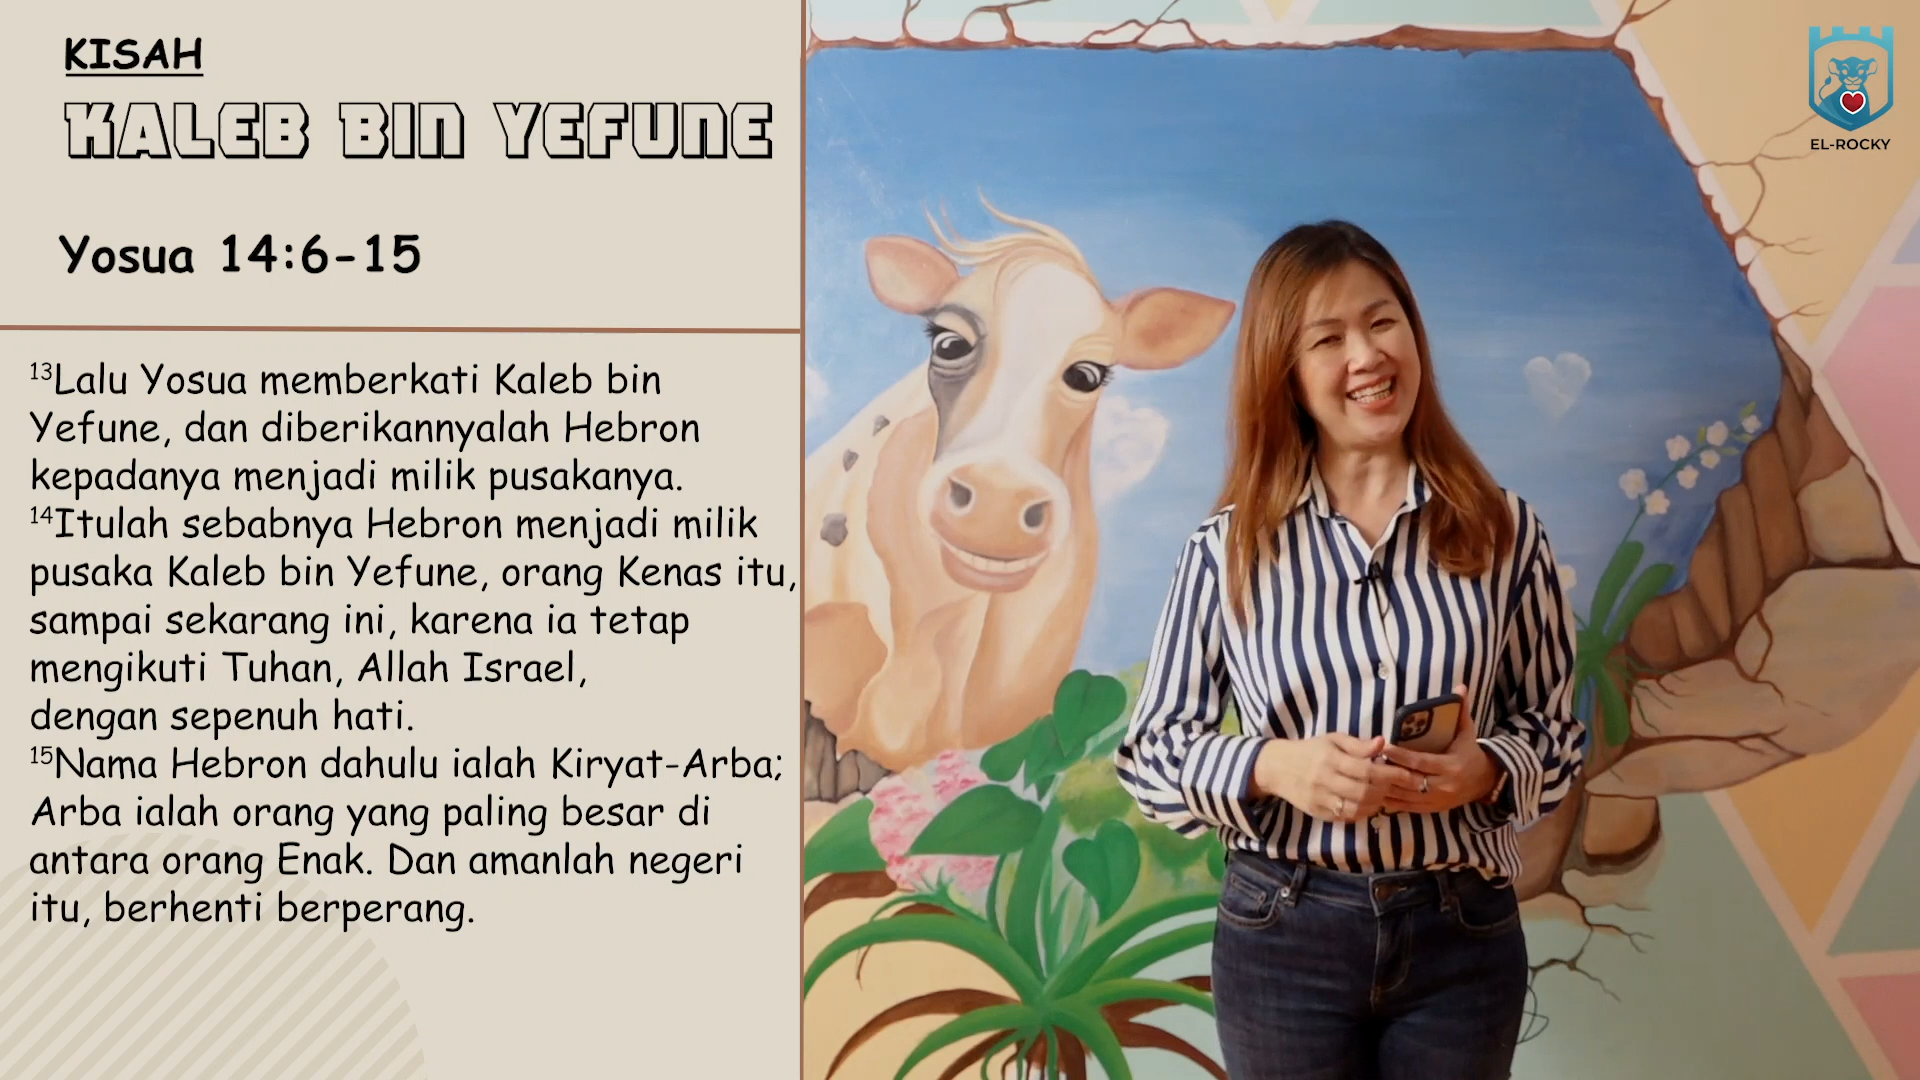 KISAH
KALEB BIN YEFUNE
Yosua 14:6-15
13Lalu Yosua memberkati Kaleb bin
Yefune, dan diberikannyalah Hebron
kepadanya menjadi milik pusakanya.
14Itulah sebabnya Hebron menjadi milik
pusaka Kaleb bin Yefune, orang Kenas itu,
sampai sekarang ini, karena ia tetap
mengikuti Tuhan, Allah Israel,
dengan sepenuh hati.
15Nama Hebron dahulu ialah Kiryat-Arba;
Arba ialah orang yang paling besar di
antara orang Enak. Dan amanlah negeri
itu, berhenti berperang.
EL-ROCKY